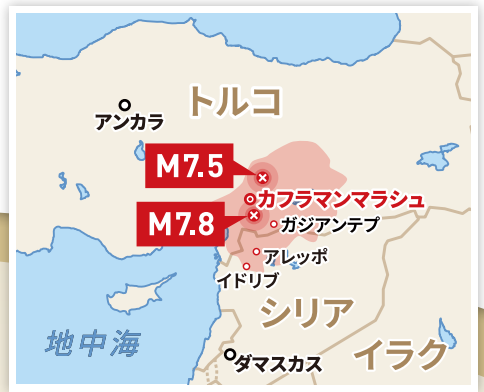 トルコ
アンカラ
M7.5
カフラマンマラシュ
M7.8
ガジアンテプ
アレッポ
イドリブ
シリア
地中海
ダマスカス
イラク